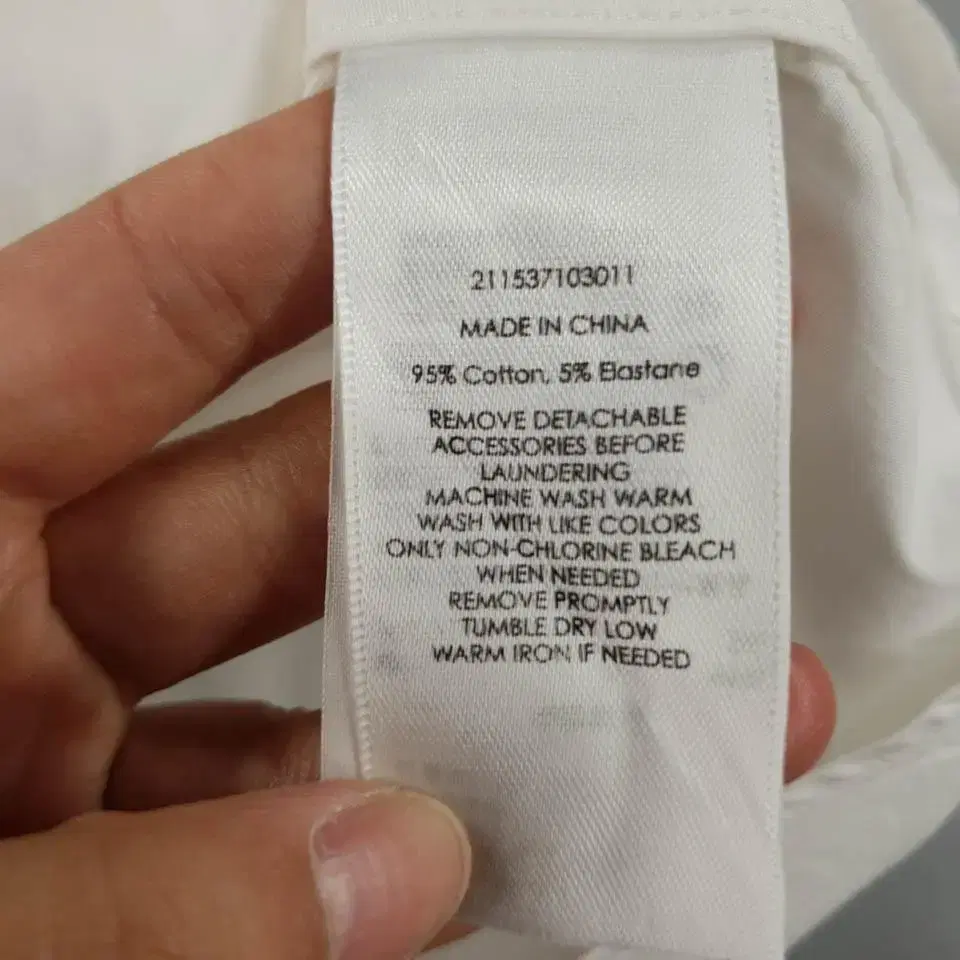 211537103011
MADE IN CHINA
95% Cotton, 5% Elastane
REMOVE DETACHABLE
ACCESSORIES BEFORE
LAUNDERING
MACHINE WASH WARM
WASH WITH LIKE COLORS
ONLY NON-CHLORINE BLEACH
WHEN NEEDED
REMOVE PROMPTLY
TUMBLE DRY LOW
WARM IRON IF NEEDED